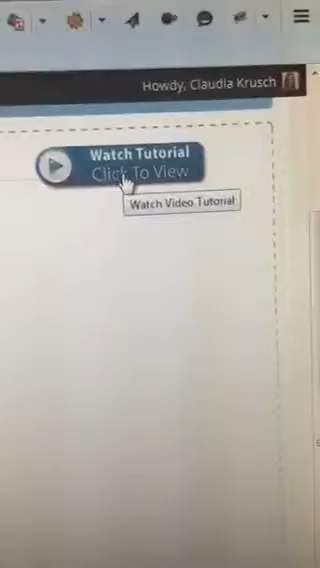 Howdy, Claudia Krusch
Watch Tutorial
Click To View
Watch Video Tutorial